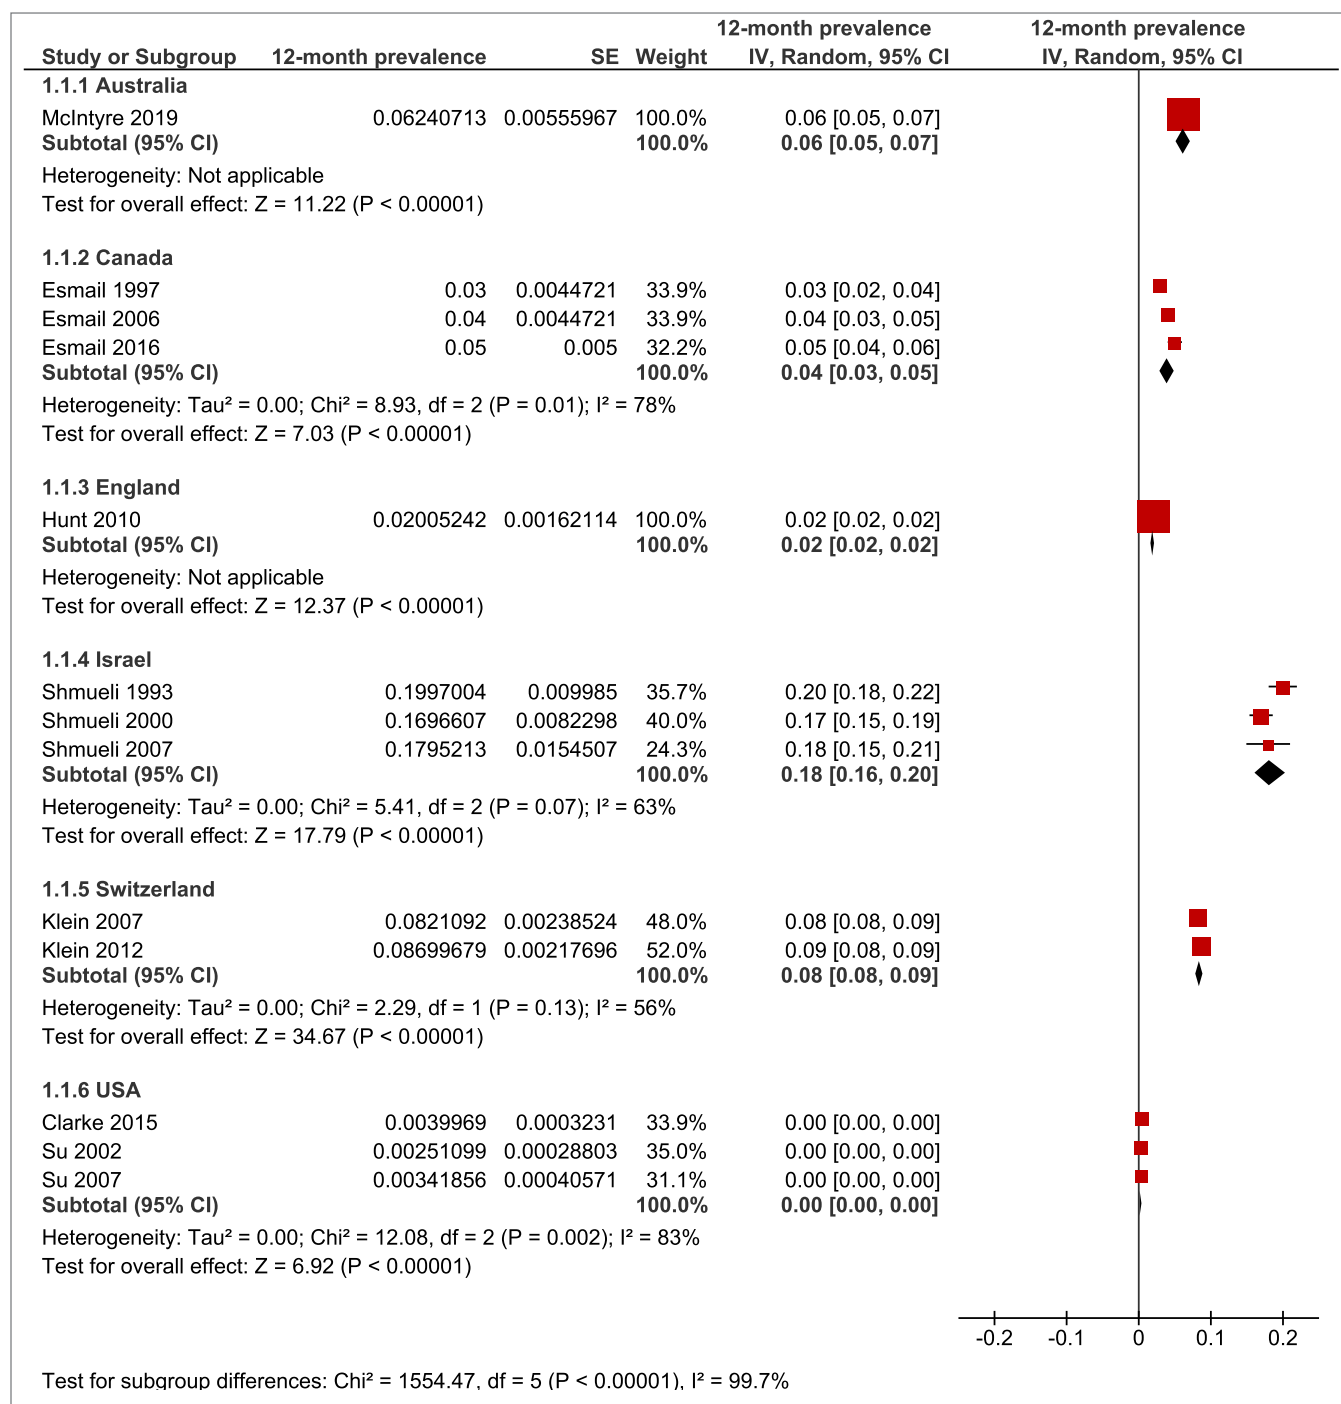 12-month prevalence 12-month prevalence
Study or Subgroup 12-month prevalence SE Weight IV, Random, 95% CI IV, Random, 95% CI
1.1.1 Australia
McIntyre 2019 0.06240713 0.00555967 100.0% 0.06 [0.05, 0.07]
Subtotal (95% CI) 100.0% 0.06 [0.05, 0.07]
Heterogeneity: Not applicable
Test for overall effect: Z = 11.22 (P < 0.00001)
1.1.2 Canada
Esmail 1997 0.03 0.0044721 33.9% 0.03 [0.02, 0.04]
Esmail 2006 0.04 0.0044721 33.9% 0.04 [0.03, 0.05]
Esmail 2016 0.05 0.005 32.2% 0.05 [0.04, 0.06]
Subtotal (95% CI) 100.0% 0.04 [0.03, 0.05]
Heterogeneity: Tau² = 0.00; Chi² = 8.93, df = 2 (P = 0.01); I² = 78%
Test for overall effect: Z = 7.03 (P < 0.00001)
1.1.3 England
Hunt 2010 0.02005242 0.00162114 100.0% 0.02 [0.02, 0.02]
Subtotal (95% CI) 100.0% 0.02 [0.02, 0.02]
Heterogeneity: Not applicable
Test for overall effect: Z = 12.37 (P < 0.00001)
1.1.4 Israel
Shmueli 1993 0.1997004 0.009985 35.7% 0.20 [0.18, 0.22]
Shmueli 2000 0.1696607 0.0082298 40.0% 0.17 [0.15, 0.19]
Shmueli 2007 0.1795213 0.0154507 24.3% 0.18 [0.15, 0.21]
Subtotal (95% CI) 100.0% 0.18 [0.16, 0.20]
Heterogeneity: Tau² = 0.00; Chi² = 5.41, df = 2 (P = 0.07); I² = 63%
Test for overall effect: Z = 17.79 (P < 0.00001)
1.1.5 Switzerland
Klein 2007 0.0821092 0.00238524 48.0% 0.08 [0.08, 0.09]
Klein 2012 0.08699679 0.00217696 52.0% 0.09 [0.08, 0.09]
Subtotal (95% CI) 100.0% 0.08 [0.08, 0.09]
Heterogeneity: Tau² = 0.00; Chi² = 2.29, df = 1 (P = 0.13); I² = 56%
Test for overall effect: Z = 34.67 (P < 0.00001)
1.1.6 USA
Clarke 2015 0.0039969 0.0003231 33.9% 0.00 [0.00, 0.00]
Su 2002 0.00251099 0.00028803 35.0% 0.00 [0.00, 0.00]
Su 2007 0.00341856 0.00040571 31.1% 0.00 [0.00, 0.00]
Subtotal (95% CI) 100.0% 0.00 [0.00, 0.00]
Heterogeneity: Tau² = 0.00; Chi² = 12.08, df = 2 (P = 0.002); I² = 83%
Test for overall effect: Z = 6.92 (P < 0.00001)
-0.2 -0.1 0 0.1 0.2
Test for subgroup differences: Chi² = 1554.47, df = 5 (P < 0.00001), I² = 99.7%